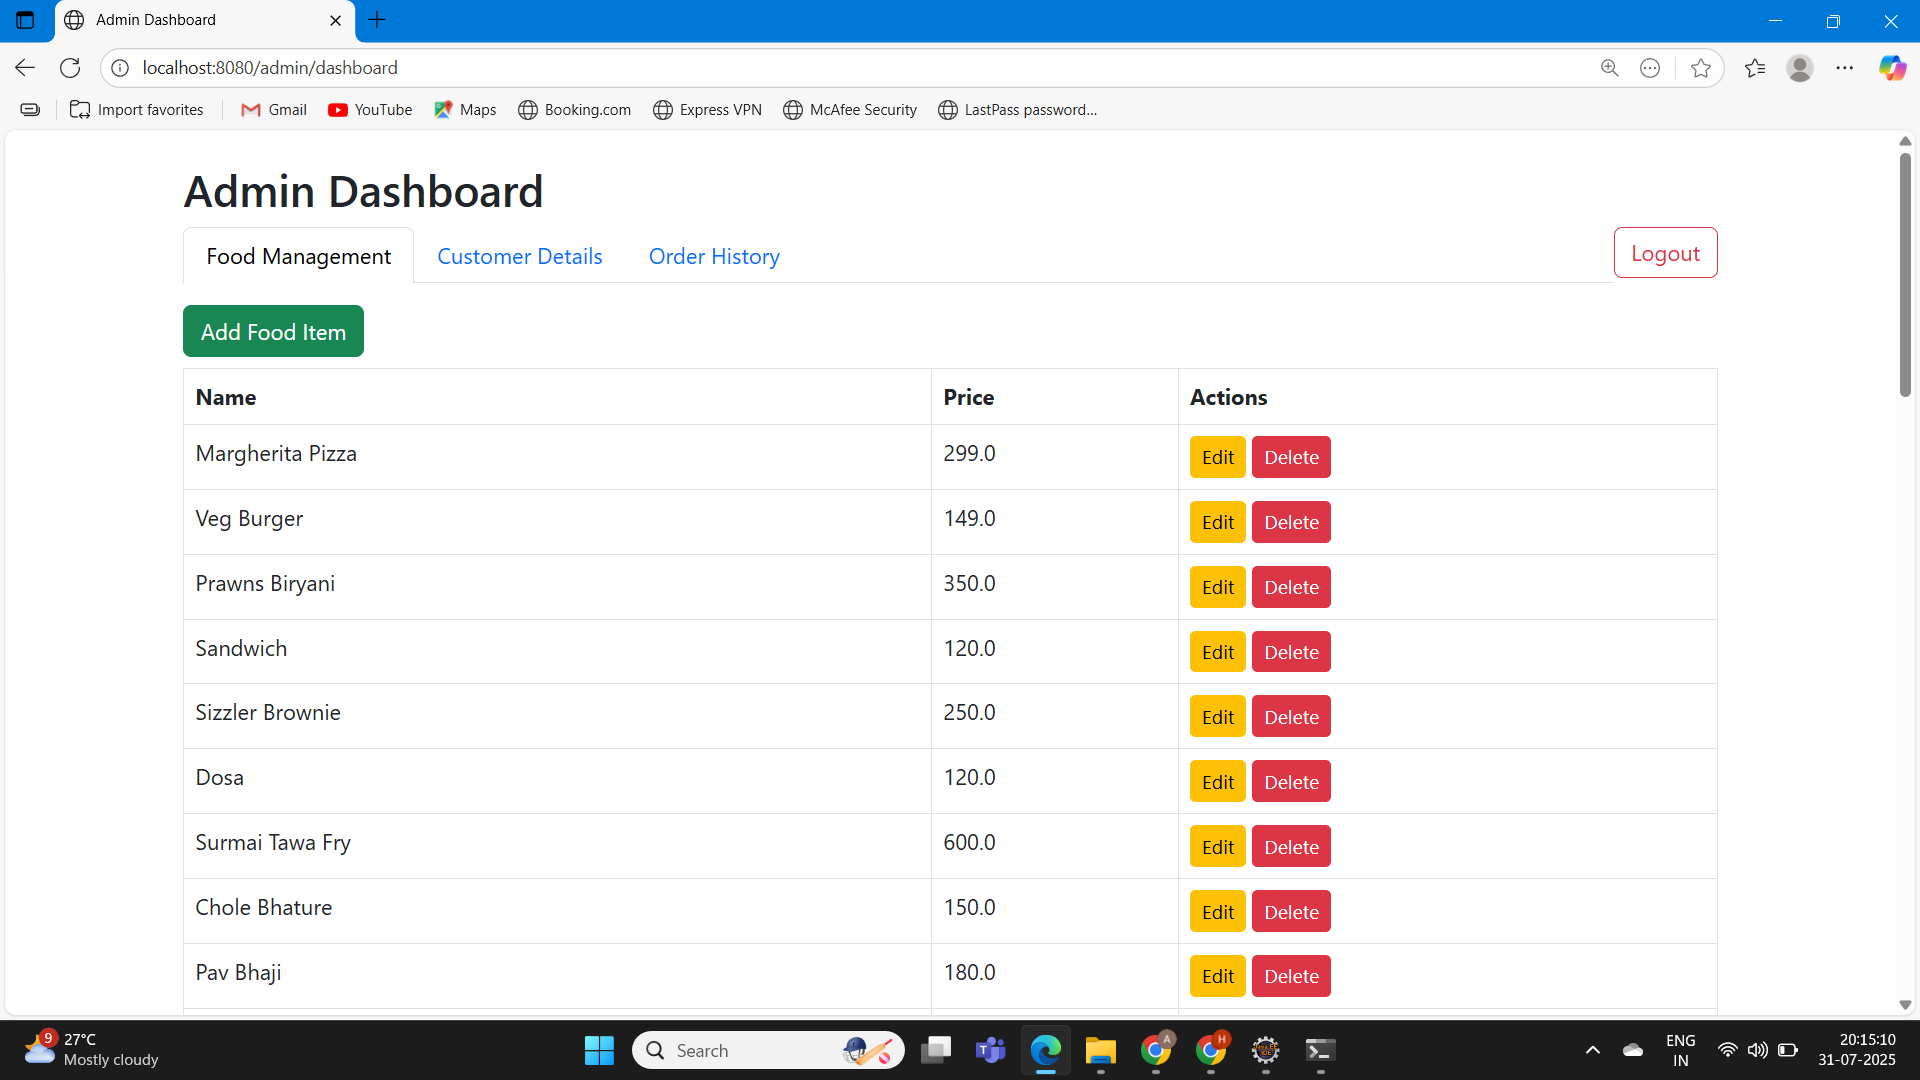 Admin Dashboard
localhost:8080/admin/dashboard
Import favorites Gmail YouTube Maps Booking.com Express VPN McAfee Security LastPass password...
Admin Dashboard
Food Management Customer Details Order History Logout
Add Food Item
Name Price Actions
Margherita Pizza 299.0 Edit Delete
Veg Burger 149.0 Edit Delete
Prawns Biryani 350.0 Edit Delete
Sandwich 120.0 Edit Delete
Sizzler Brownie 250.0 Edit Delete
Dosa 120.0 Edit Delete
Surmai Tawa Fry 600.0 Edit Delete
Chole Bhature 150.0 Edit Delete
Pav Bhaji 180.0 Edit Delete
9 27°C
Mostly cloudy
Search
A
H
ENG
IN
20:15:10
31-07-2025